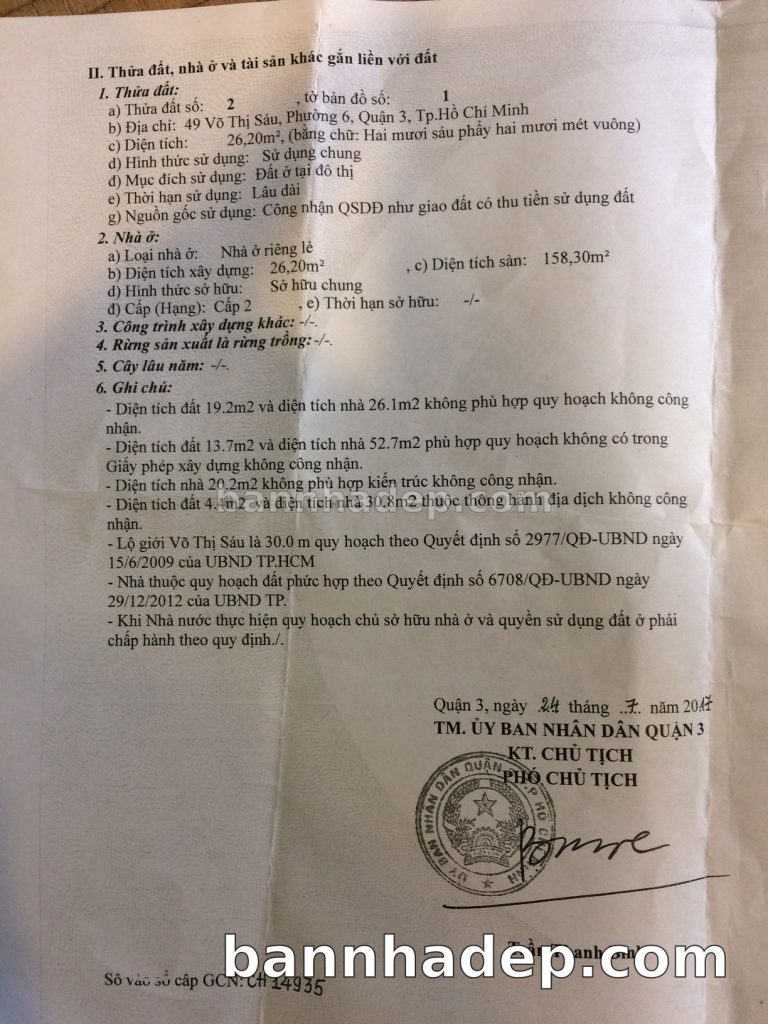 II. Thửa đất, nhà ở và tài sản khác gắn liền với đất
1. Thửa đất:
a) Thửa đất số: 2 , tờ bản đồ số: 1
b) Địa chỉ: 49 Võ Thị Sáu, Phường 6, Quận 3, Tp.Hồ Chí Minh
c) Diện tích: 26,20m², (bằng chữ: Hai mươi sáu phẩy hai mươi mét vuông)
d) Hình thức sử dụng: Sử dụng chung
đ) Mục đích sử dụng: Đất ở tại đô thị
e) Thời hạn sử dụng: Lâu dài
g) Nguồn gốc sử dụng: Công nhận QSDĐ như giao đất có thu tiền sử dụng đất
2. Nhà ở:
a) Loại nhà ở: Nhà ở riêng lẻ
b) Diện tích xây dựng: 26,20m² , c) Diện tích sàn: 158,30m²
d) Hình thức sở hữu: Sở hữu chung
đ) Cấp (Hạng): Cấp 2 , e) Thời hạn sở hữu: -/-
3. Công trình xây dựng khác: -/-.
4. Rừng sản xuất là rừng trồng: -/-.
5. Cây lâu năm: -/-.
6. Ghi chú:
- Diện tích đất 19.2m2 và diện tích nhà 26.1m2 không phù hợp quy hoạch không công
nhận.
- Diện tích đất 13.7m2 và diện tích nhà 52.7m2 phù hợp quy hoạch không có trong
Giấy phép xây dựng không công nhận.
- Diện tích nhà 20.2m2 không phù hợp kiến trúc không công nhận.
bannhadep.com
- Diện tích đất và diện tích nhà 30.8m2 thuộc thông hành địa dịch không công
nhận.
- Lộ giới Võ Thị Sáu là 30.0 m quy hoạch theo Quyết định số 2977/QĐ-UBND ngày
15/6/2009 của UBND TP.HCM
- Nhà thuộc quy hoạch đất phức hợp theo Quyết định số 6708/QĐ-UBND ngày
29/12/2012 của UBND TP.
- Khi Nhà nước thực hiện quy hoạch chủ sở hữu nhà ở và quyền sử dụng đất ở phải
chấp hành theo quy định./.
Quận 3, ngày 24 tháng .7. năm 2017
TM. ỦY BAN NHÂN DÂN QUẬN 3
KT. CHỦ TỊCH
PHÓ CHỦ TỊCH
ỦY BAN NHÂN DÂN QUẬN 3 T.P HỒ CHÍ MINH
bannhadep.com
Số vào sổ cấp GCN: CH 14935